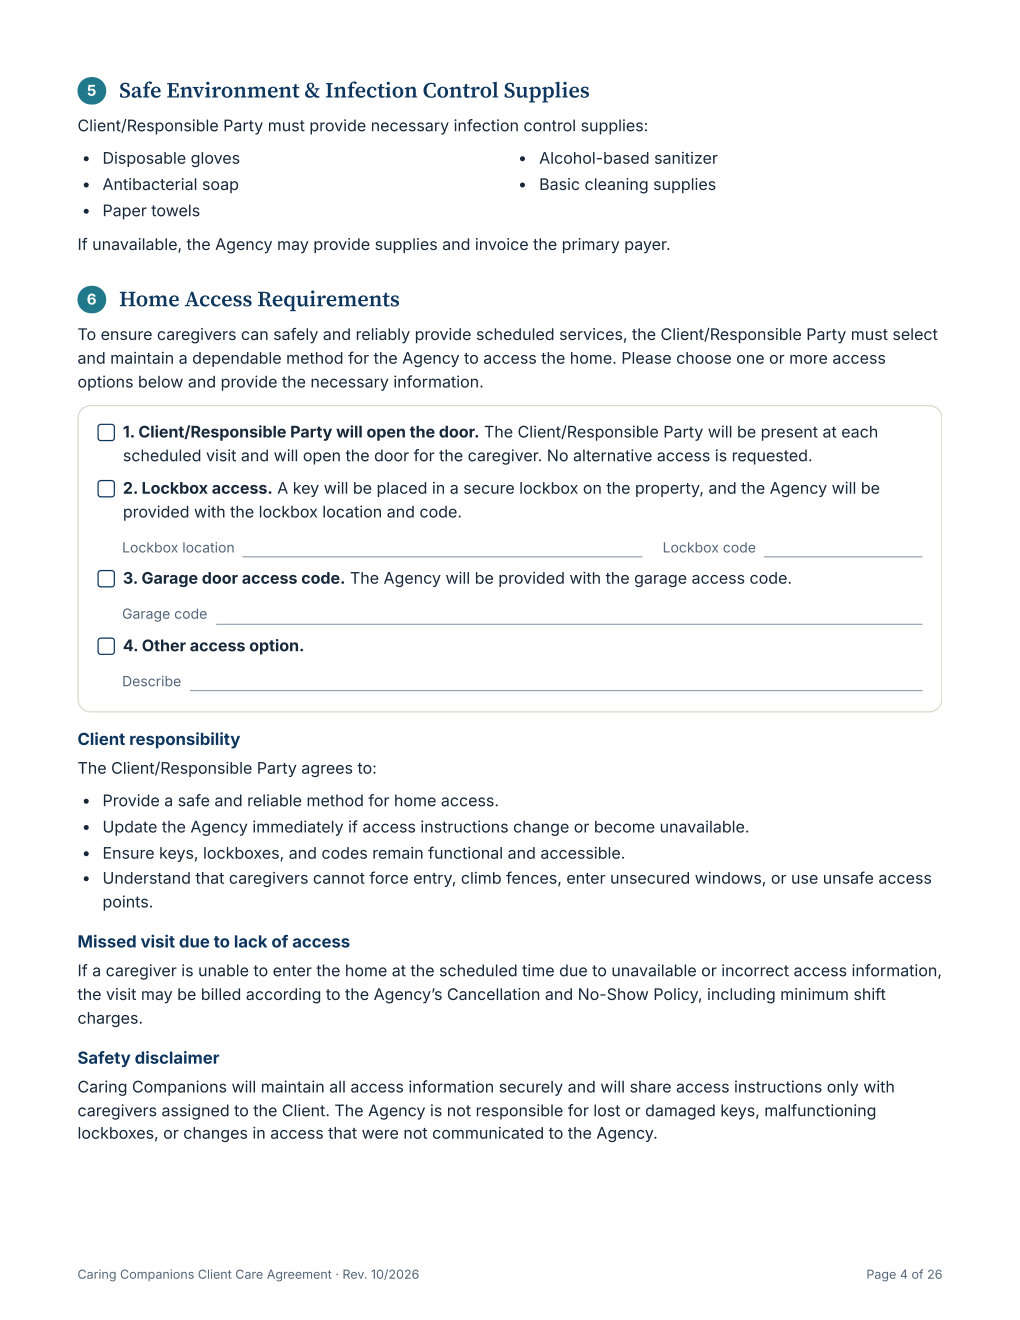 5 Safe Environment & Infection Control Supplies
Client/Responsible Party must provide necessary infection control supplies:
• Disposable gloves
• Antibacterial soap
• Paper towels
• Alcohol-based sanitizer
• Basic cleaning supplies
If unavailable, the Agency may provide supplies and invoice the primary payer.
6 Home Access Requirements
To ensure caregivers can safely and reliably provide scheduled services, the Client/Responsible Party must select
and maintain a dependable method for the Agency to access the home. Please choose one or more access
options below and provide the necessary information.
1. Client/Responsible Party will open the door. The Client/Responsible Party will be present at each
scheduled visit and will open the door for the caregiver. No alternative access is requested.
2. Lockbox access. A key will be placed in a secure lockbox on the property, and the Agency will be
provided with the lockbox location and code.
Lockbox location Lockbox code
3. Garage door access code. The Agency will be provided with the garage access code.
Garage code
4. Other access option.
Describe
Client responsibility
The Client/Responsible Party agrees to:
• Provide a safe and reliable method for home access.
• Update the Agency immediately if access instructions change or become unavailable.
• Ensure keys, lockboxes, and codes remain functional and accessible.
• Understand that caregivers cannot force entry, climb fences, enter unsecured windows, or use unsafe access
points.
Missed visit due to lack of access
If a caregiver is unable to enter the home at the scheduled time due to unavailable or incorrect access information,
the visit may be billed according to the Agency’s Cancellation and No-Show Policy, including minimum shift
charges.
Safety disclaimer
Caring Companions will maintain all access information securely and will share access instructions only with
caregivers assigned to the Client. The Agency is not responsible for lost or damaged keys, malfunctioning
lockboxes, or changes in access that were not communicated to the Agency.
Caring Companions Client Care Agreement · Rev. 10/2026 Page 4 of 26